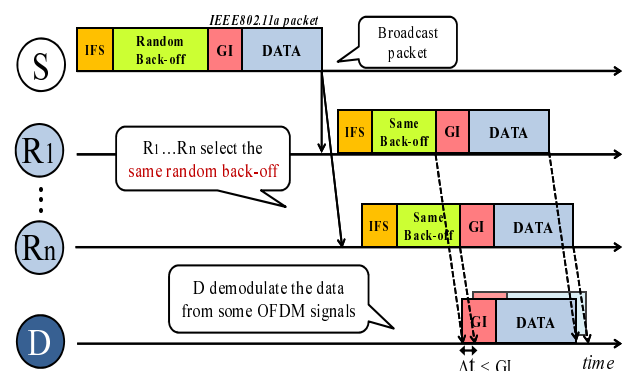 IEEE802.11a packet
S
IFS
Random
Back-off
GI
DATA
Broadcast
packet
R1
IFS
Same
Back-off
GI
DATA
R1...Rn select the
same random back-off
Rn
IFS
Same
Back-off
GI
DATA
D demodulate the data
from some OFDM signals
D
GI
DATA
Δt < GI
time